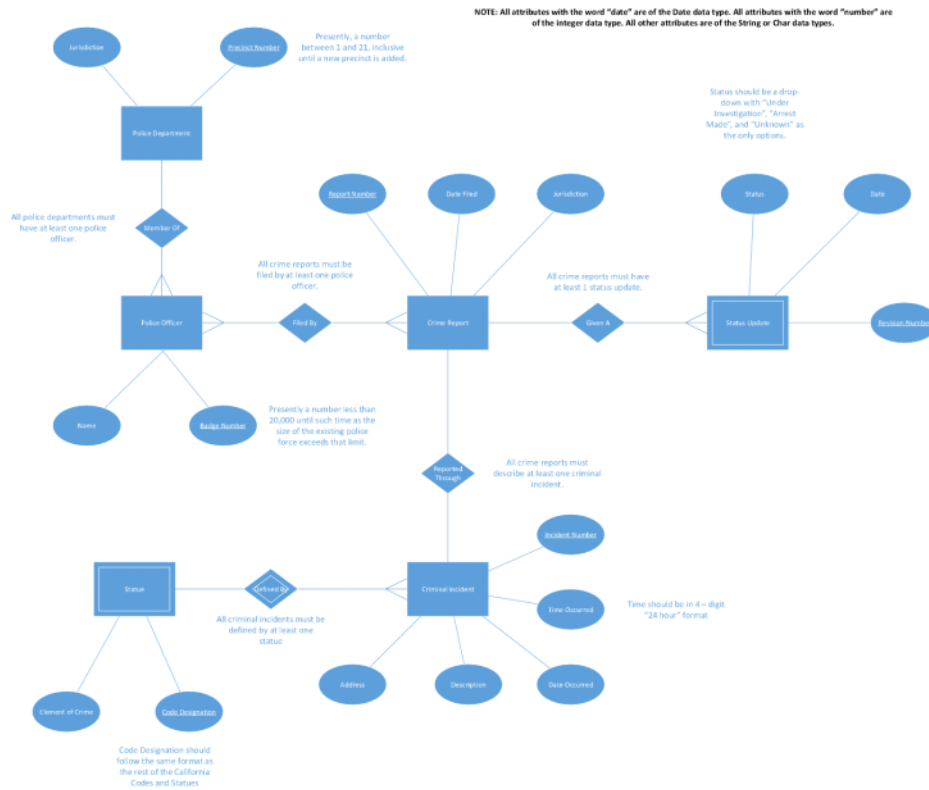 NOTE: All attributes with the word “date” are of the Date data type. All attributes with the word “number” are
of the integer data type. All other attributes are of the String or Char data types.
Jurisdiction
Precinct Number
Presently, a number
between 1 and 21, inclusive
until a new precinct is added.
Police Department
Status should be a drop-
down with “Under
Investigation”, “Arrest
Made”, and “Unknown” as
the only options.
Report Number
Date Filed
Jurisdiction
Status
Date
All police departments must
have at least one police
officer.
Member Of
All crime reports must be
filed by at least one police
officer.
All crime reports must have
at least 1 status update.
Police Officer
Filed By
Crime Report
Given A
Status Update
Revision Number
Name
Badge Number
Presently a number less than
20,000 until such time as the
size of the existing police
force exceeds that limit.
Reported
Through
All crime reports must
describe at least one criminal
incident.
Incident Number
Statue
Defined By
Criminal Incident
Time Occurred
Time should be in 4 – digit
“24 hour” format
All criminal incidents must be
defined by at least one
statue
Address
Description
Date Occurred
Element of Crime
Code Designation
Code Designation should
follow the same format as
the rest of the California
Codes and Statues